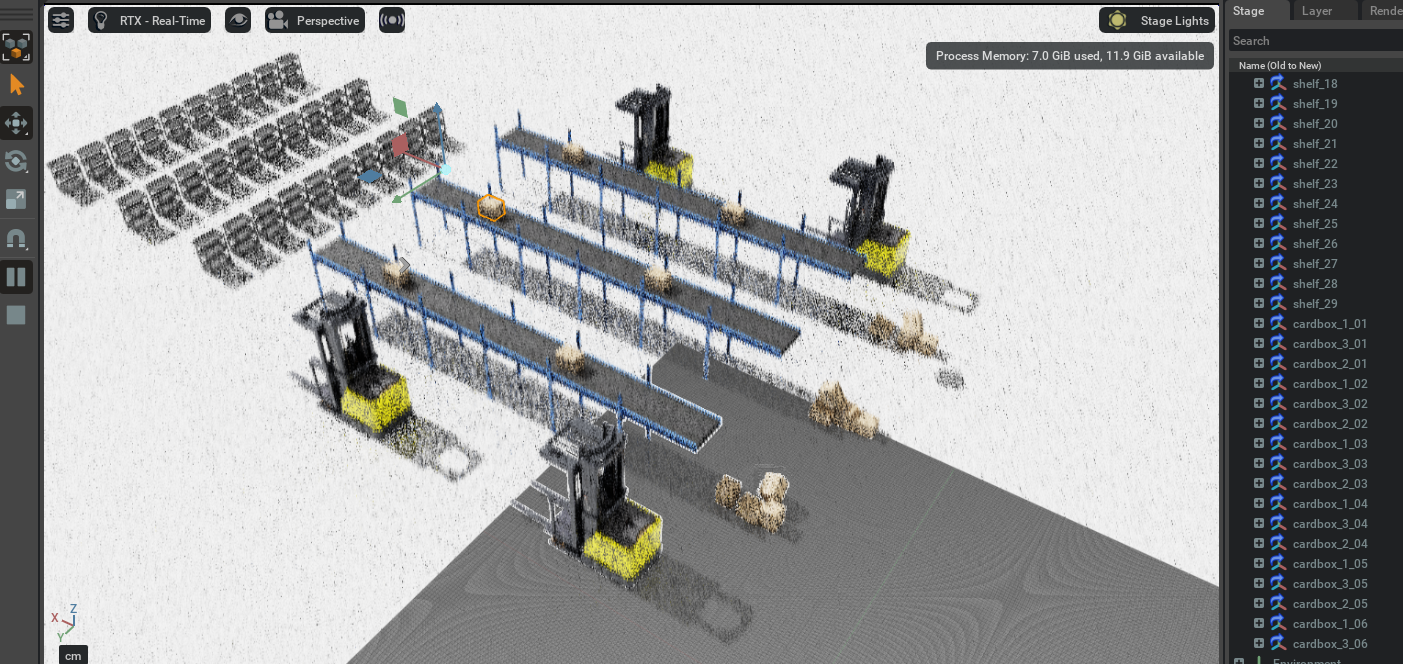 RTX - Real-Time
Perspective
Stage Lights
Process Memory: 7.0 GiB used, 11.9 GiB available
X
Z
Y
cm
Stage
Layer
Rende
Search
Name (Old to New)
shelf_18
shelf_19
shelf_20
shelf_21
shelf_22
shelf_23
shelf_24
shelf_25
shelf_26
shelf_27
shelf_28
shelf_29
cardbox_1_01
cardbox_3_01
cardbox_2_01
cardbox_1_02
cardbox_3_02
cardbox_2_02
cardbox_1_03
cardbox_3_03
cardbox_2_03
cardbox_1_04
cardbox_3_04
cardbox_2_04
cardbox_1_05
cardbox_3_05
cardbox_2_05
cardbox_1_06
cardbox_3_06
Environment